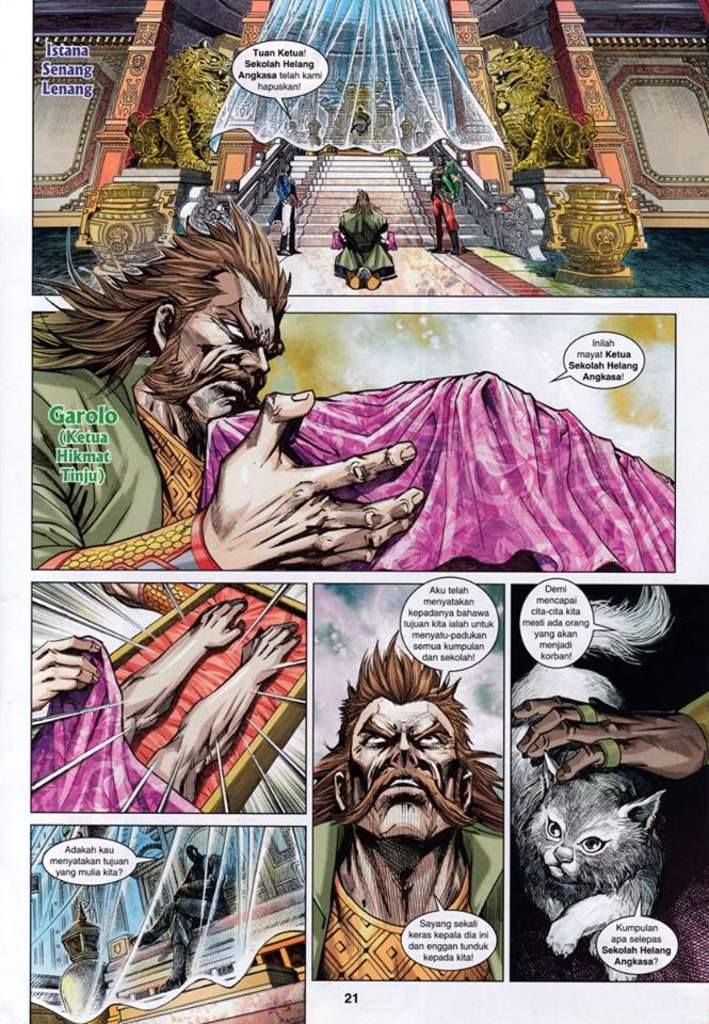 Istana
Senang
Lenang
Tuan Ketua!
Sekolah Helang
Angkasa telah kami
hapuskan!
Garolo
(Ketua
Hikmat
Tinju)
Inilah
mayat Ketua
Sekolah Helang
Angkasa!
Adakah kau
menyatakan tujuan
yang mulia kita?
Aku telah
menyatakan
kepadanya bahawa
tujuan kita ialah untuk
menyatu-padukan
semua kumpulan
dan sekolah!
Sayang sekali
keras kepala dia ini
dan enggan tunduk
kepada kita!
Demi
mencapai
cita-cita kita
mesti ada orang
yang akan
menjadi
korban!
Kumpulan
apa selepas
Sekolah Helang
Angkasa?
21